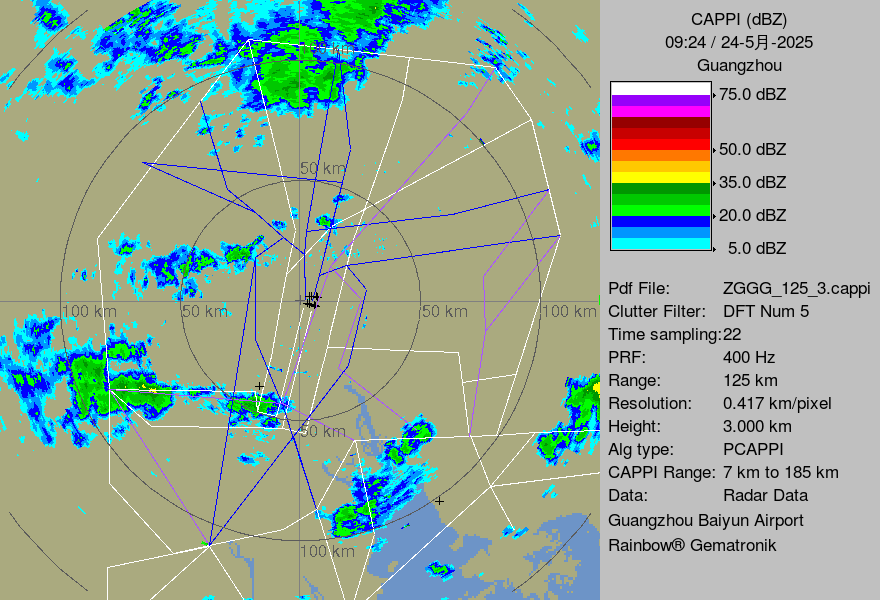 CAPPI (dBZ)
09:24 / 24-5月-2025
Guangzhou
75.0 dBZ
50.0 dBZ
35.0 dBZ
20.0 dBZ
5.0 dBZ
Pdf File: ZGGG_125_3.cappi
Clutter Filter: DFT Num 5
Time sampling:22
PRF: 400 Hz
Range: 125 km
Resolution: 0.417 km/pixel
Height: 3.000 km
Alg type: PCAPPI
CAPPI Range: 7 km to 185 km
Data: Radar Data
Guangzhou Baiyun Airport
Rainbow® Gematronik
100 km
50 km
100 km
50 km
50 km
100 km
50 km
100 km